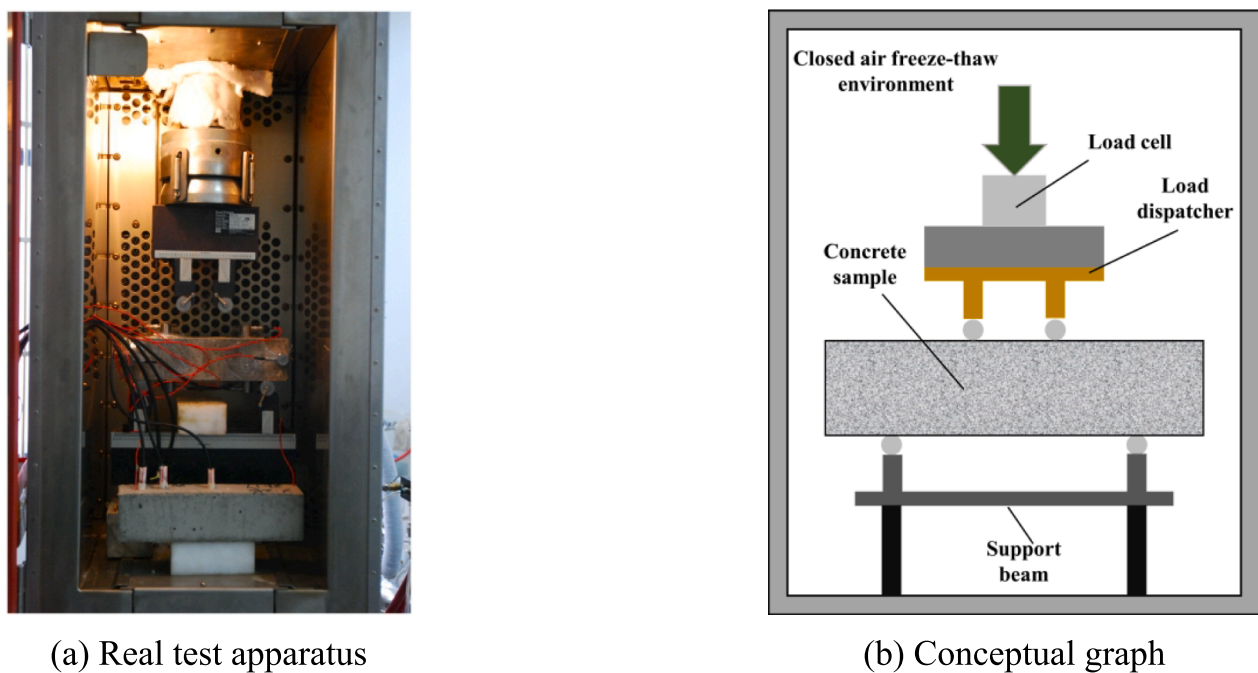 Closed air freeze-thaw
environment
Load cell
Load
dispatcher
Concrete
sample
Support
beam
(a) Real test apparatus
(b) Conceptual graph